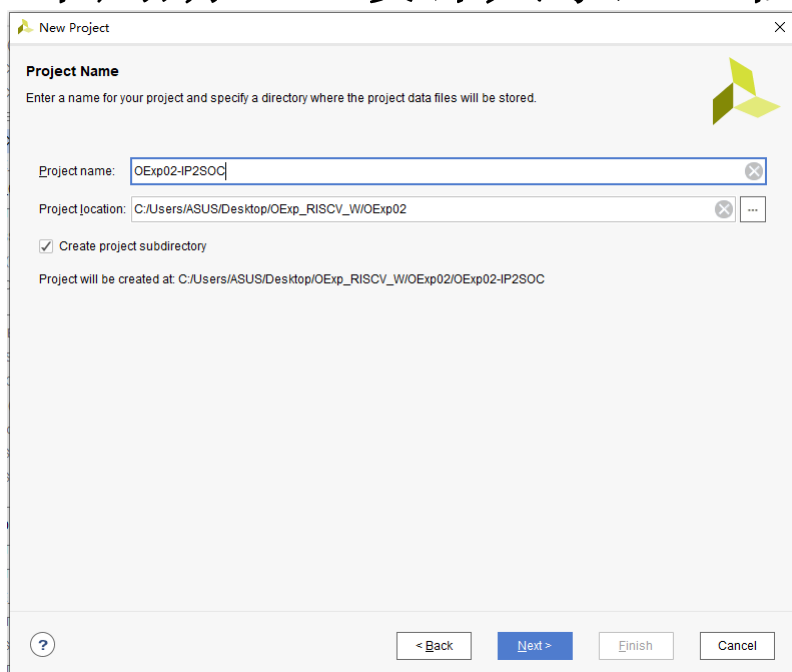 New Project
Project Name
Enter a name for your project and specify a directory where the project data files will be stored.
Project name: OExp02-IP2SOC
Project location: C:/Users/ASUS/Desktop/OExp_RISCV_W/OExp02 ...
Create project subdirectory
Project will be created at: C:/Users/ASUS/Desktop/OExp_RISCV_W/OExp02/OExp02-IP2SOC
? < Back Next > Finish Cancel